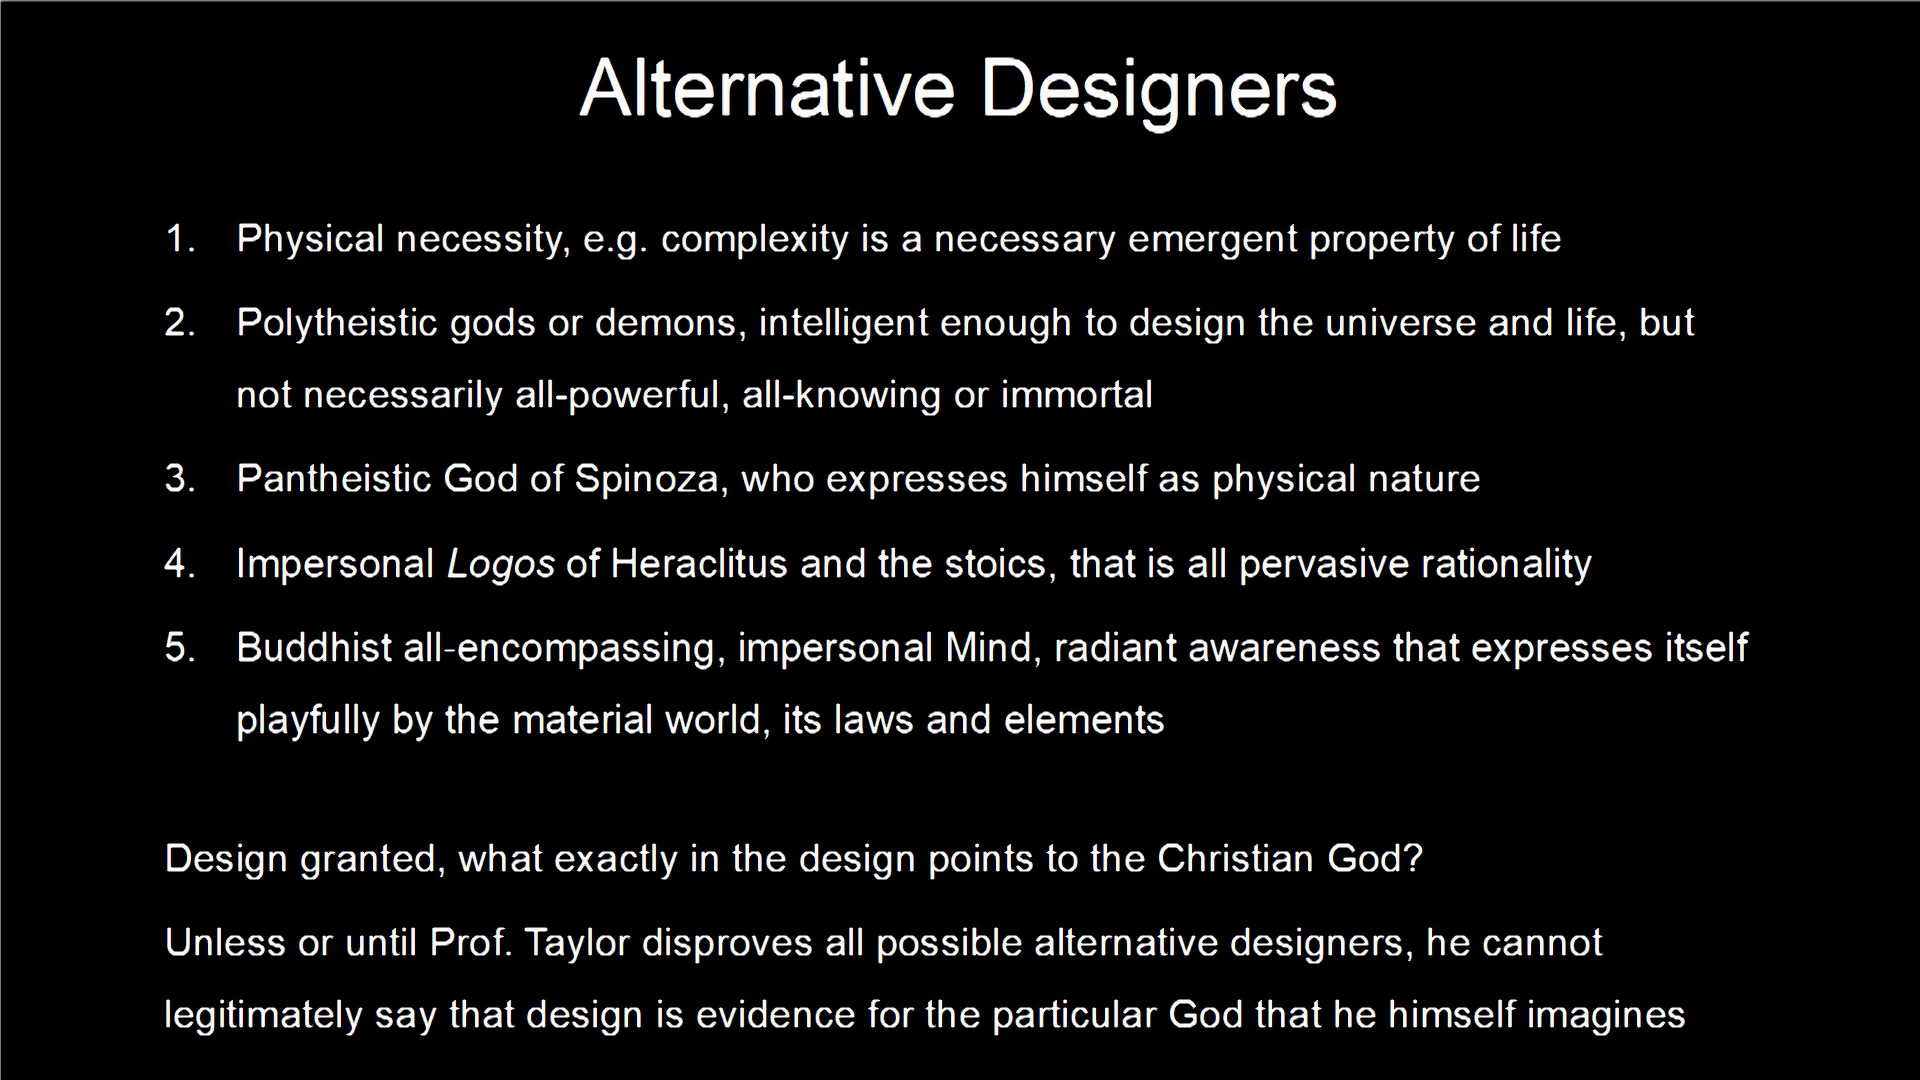 Alternative Designers
1. Physical necessity, e.g. complexity is a necessary emergent property of life
2. Polytheistic gods or demons, intelligent enough to design the universe and life, but
not necessarily all-powerful, all-knowing or immortal
3. Pantheistic God of Spinoza, who expresses himself as physical nature
4. Impersonal Logos of Heraclitus and the stoics, that is all pervasive rationality
5. Buddhist all-encompassing, impersonal Mind, radiant awareness that expresses itself
playfully by the material world, its laws and elements
Design granted, what exactly in the design points to the Christian God?
Unless or until Prof. Taylor disproves all possible alternative designers, he cannot
legitimately say that design is evidence for the particular God that he himself imagines